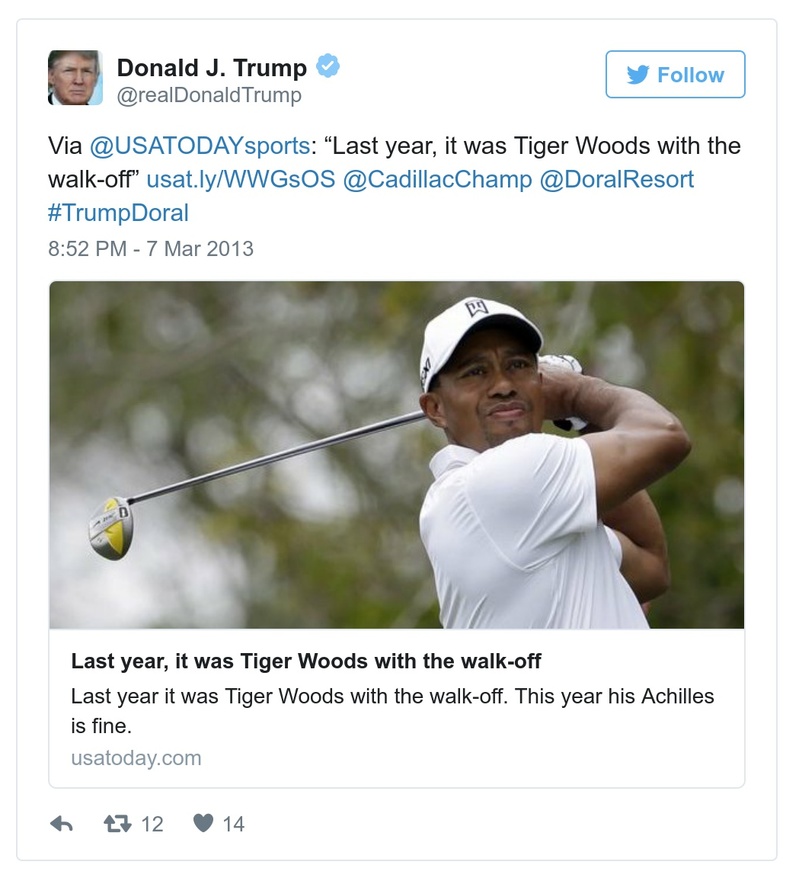 Donald J. Trump
@realDonaldTrump
Follow
Via @USATODAYsports: “Last year, it was Tiger Woods with the
walk-off” usat.ly/WWGsOS @CadillacChamp @DoralResort
#TrumpDoral
8:52 PM - 7 Mar 2013
Last year, it was Tiger Woods with the walk-off
Last year it was Tiger Woods with the walk-off. This year his Achilles
is fine.
usatoday.com
12
14